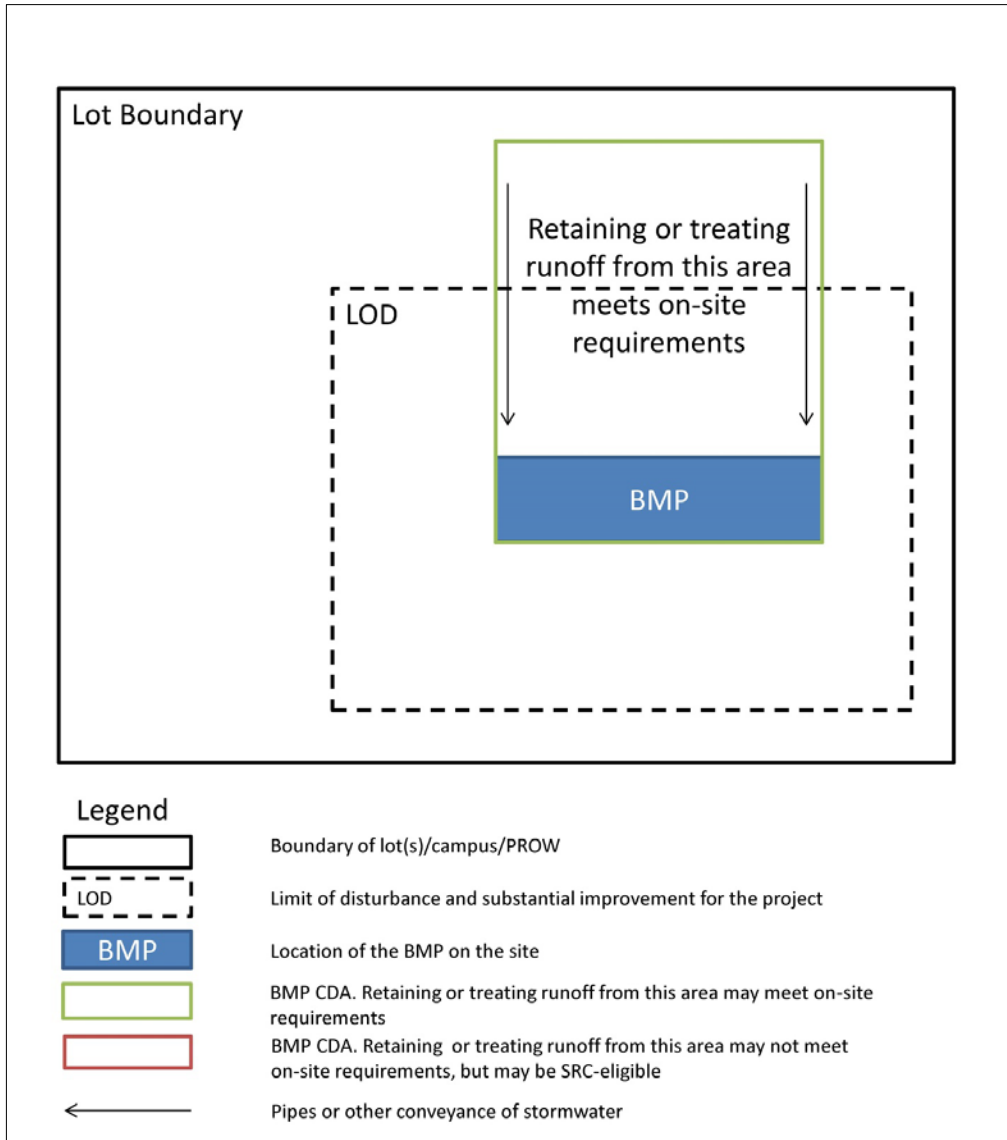 Lot Boundary
Retaining or treating
runoff from this area
meets on-site
requirements
LOD
BMP
Legend
Boundary of lot(s)/campus/PROW
LOD
Limit of disturbance and substantial improvement for the project
BMP
Location of the BMP on the site
BMP CDA. Retaining or treating runoff from this area may meet on-site
requirements
BMP CDA. Retaining or treating runoff from this area may not meet
on-site requirements, but may be SRC-eligible
Pipes or other conveyance of stormwater